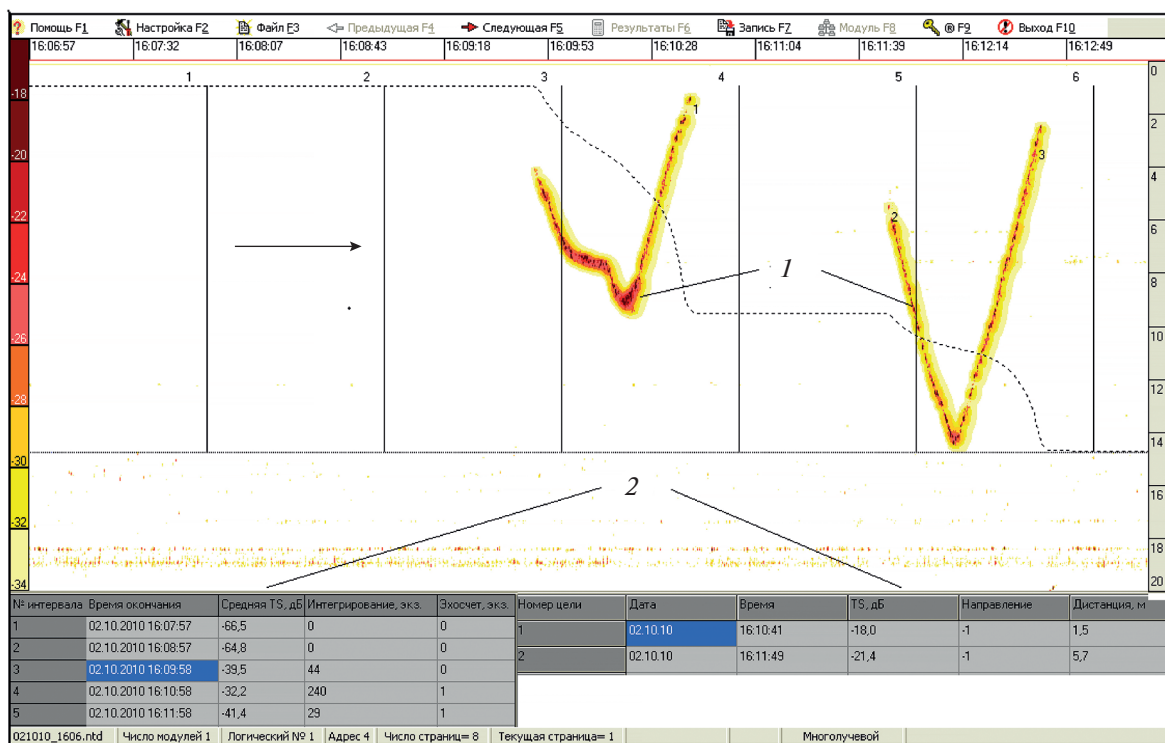 Помощь F1 Настройка F2 Файл F3 Предыдущая F4 Следующая F5 Результаты F6 Запись F7 Модуль F8 ® F9 Выход F10
16:06:57 16:07:32 16:08:07 16:08:43 16:09:18 16:09:53 16:10:28 16:11:04 16:11:39 16:12:14 16:12:49
1 2 3 4 5 6
0
-18
1
2
-20
3
4
2
6
-22
1
8
-24
10
-26
12
-28
14
-30
2
16
-32
18
-34
20
№ интервала Время окончания Средняя TS, дБ Интегрирование, экз. Эхосчет, экз.
1 02.10.2010 16:07:57 -66,5 0 0
2 02.10.2010 16:08:57 -64,8 0 0
3 02.10.2010 16:09:58 -39,5 44 0
4 02.10.2010 16:10:58 -32,2 240 1
5 02.10.2010 16:11:58 -41,4 29 1
Номер цели Дата Время TS, дБ Направление Дистанция, м
1 02.10.10 16:10:41 -18,0 -1 1,5
2 02.10.10 16:11:49 -21,4 -1 5,7
021010_1606.ntd Число модулей 1 Логический № 1 Адрес 4 Число страниц= 8 Текущая страница= 1 Многолучевой